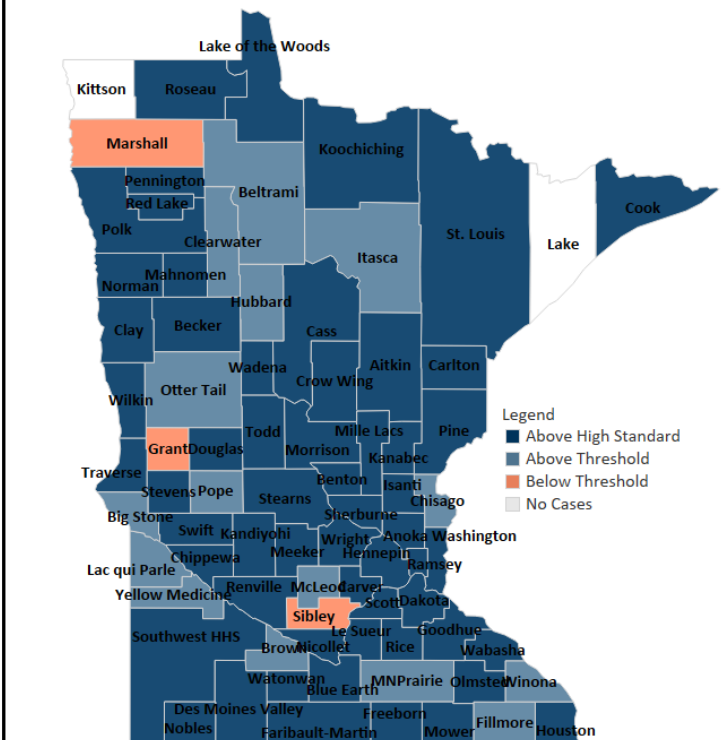 Lake of the Woods
Kittson
Roseau
Marshall
Koochiching
Pennington
Beltrami
Red Lake
Cook
Polk
St. Louis
Clearwater
Lake
Itasca
Mahnomen
Norman
Hubbard
Clay
Becker
Cass
Wadena
Aitkin
Carlton
Crow Wing
Otter Tail
Wilkin
Todd
Mille Lacs
Pine
Grant
Douglas
Morrison
Kanabec
Traverse
Benton
Stevens
Pope
Stearns
Isanti
Chisago
Big Stone
Sherburne
Swift
Kandiyohi
Wright
Anoka
Washington
Meeker
Hennepin
Chippewa
Ramsey
Lac qui Parle
Renville
McLeod
Carver
Yellow Medicine
Scott
Dakota
Sibley
Southwest HHS
Le Sueur
Goodhue
Brown
Nicollet
Rice
Wabasha
Watonwan
MNPrairie
Olmsted
Winona
Blue Earth
Des Moines Valley
Freeborn
Fillmore
Nobles
Faribault-Martin
Mower
Houston
Legend
Above High Standard
Above Threshold
Below Threshold
No Cases